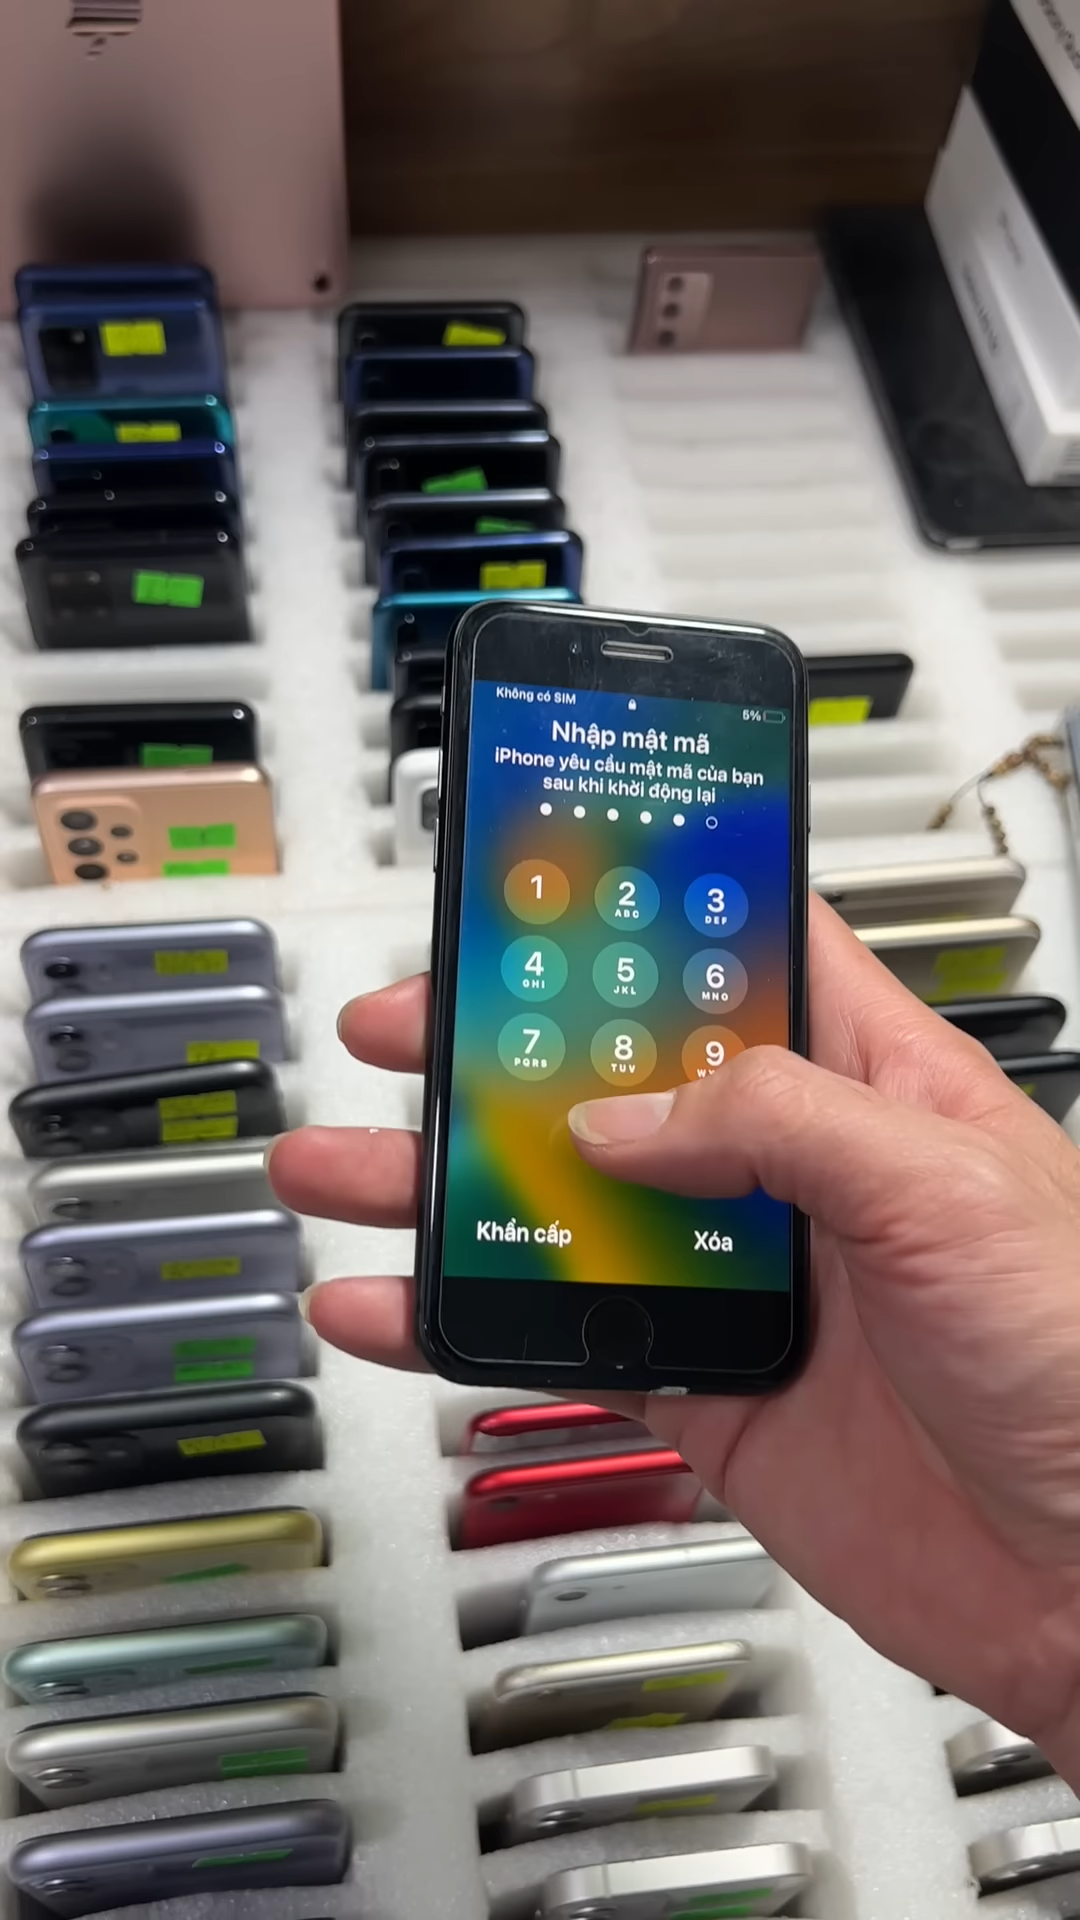 Không có SIM
5%
Nhập mật mã
iPhone yêu cầu mật mã của bạn
sau khi khởi động lại
1
2
ABC
3
DEF
4
GHI
5
JKL
6
MNO
7
PQRS
8
TUV
9
Khẩn cấp
Xóa